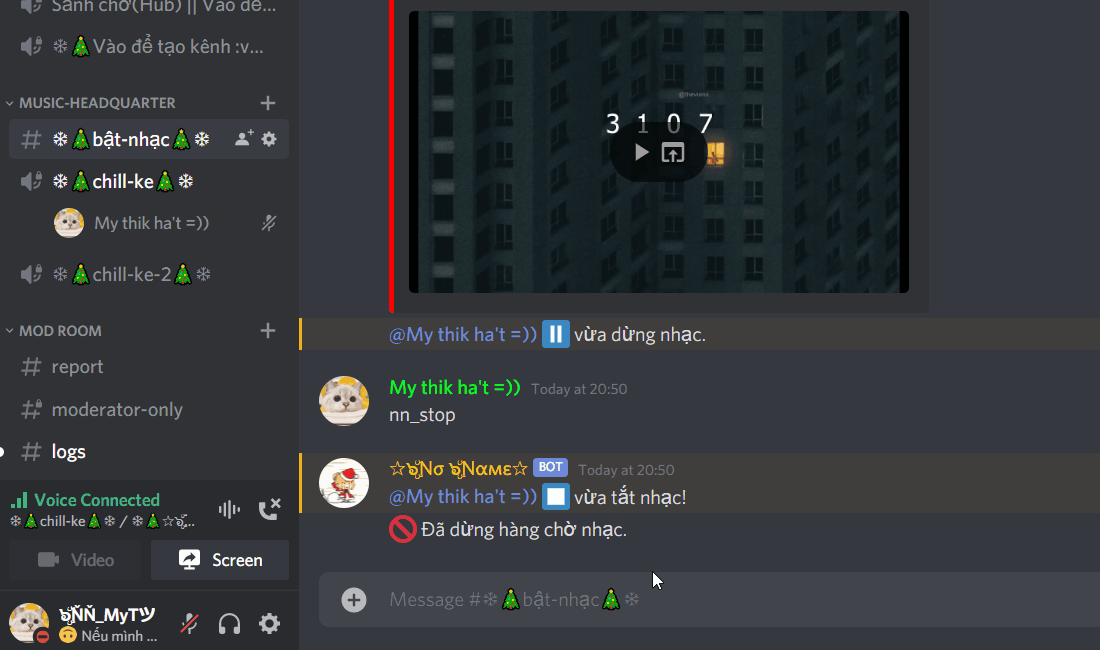 Sảnh chờ(Hub) || Vào để...
❄🎄Vào để tạo kênh :v...
MUSIC-HEADQUARTER
❄🎄bật-nhạc🎄❄
❄🎄chill-ke🎄❄
My thik ha't =))
❄🎄chill-ke-2🎄❄
MOD ROOM
report
moderator-only
logs
Voice Connected
❄🎄chill-ke🎄❄ / ❄🎄☆ঔ...
Video
Screen
ঔŇŇ_MyTツ
🙃 Nếu mình ...
3 1 0 7
@My thik ha't =)) ⏸ vừa dừng nhạc.
My thik ha't =)) Today at 20:50
nn_stop
☆ঔNσ ঔNαмε☆ BOT Today at 20:50
@My thik ha't =)) ⏹ vừa tắt nhạc!
🚫 Đã dừng hàng chờ nhạc.
Message #❄🎄bật-nhạc🎄❄